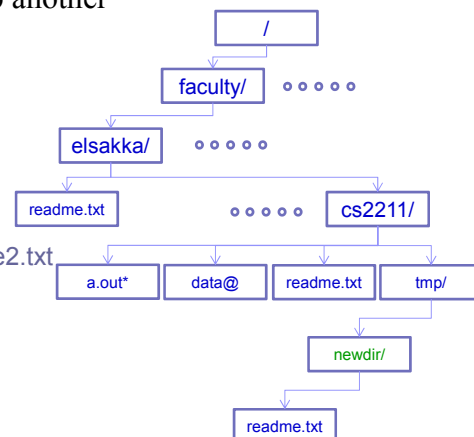 another
/
faculty/
elsakka/
readme.txt
cs2211/
e2.txt
a.out*
data@
readme.txt
tmp/
newdir/
readme.txt